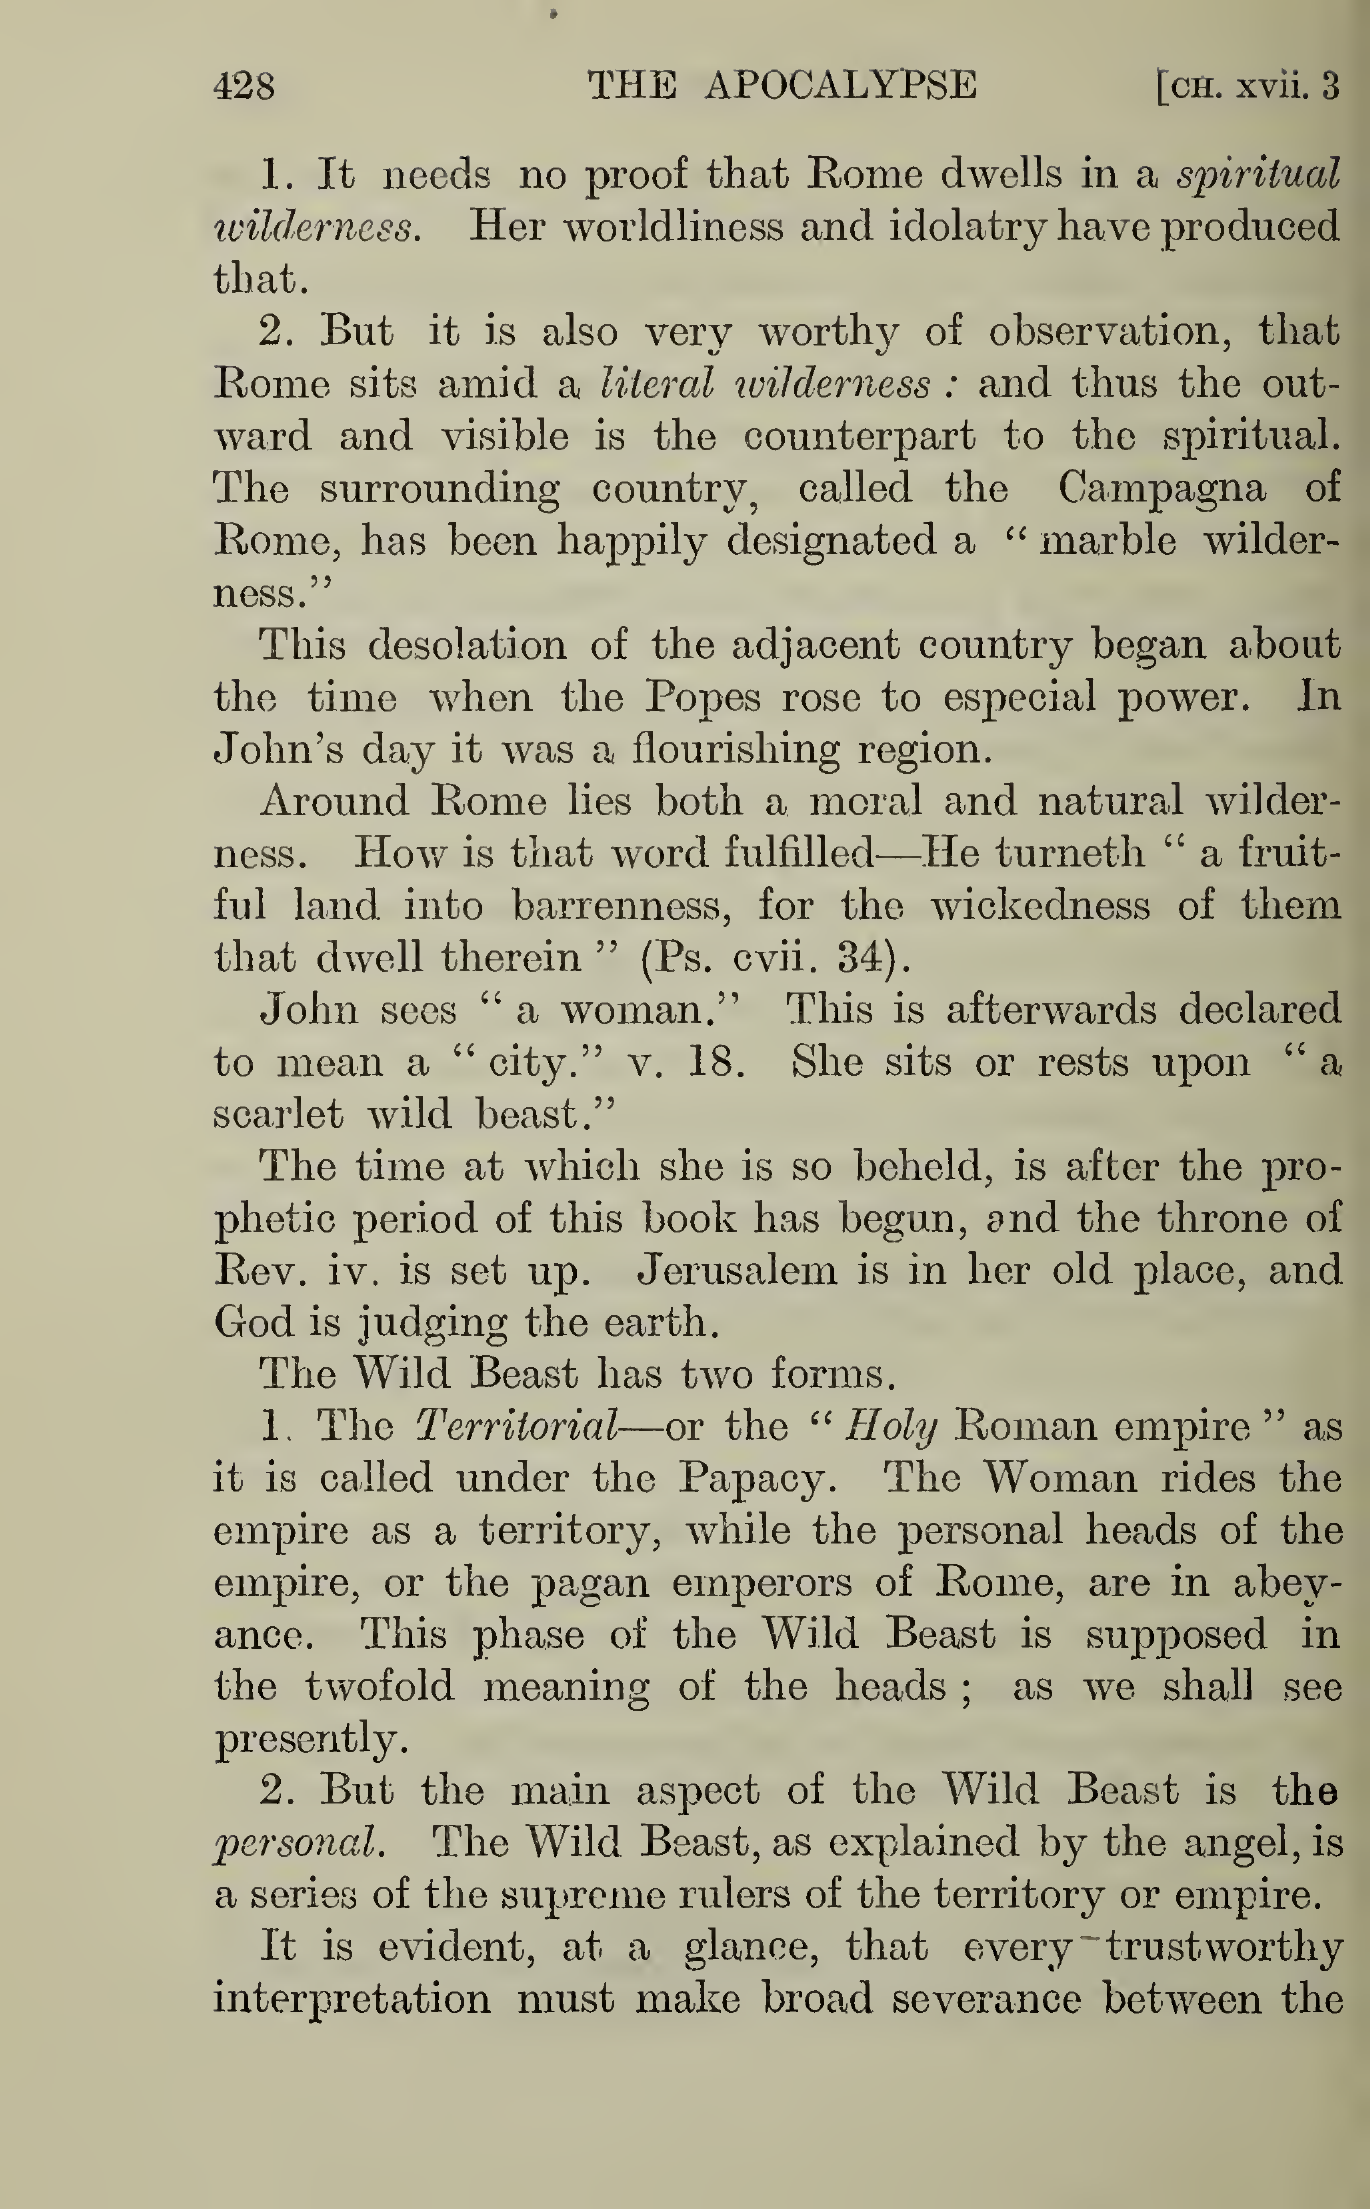 428 THE APOCALYPSE [CH. xvii. 3
1. It needs no proof that Rome dwells in a spiritual
wilderness. Her worldliness and idolatry have produced
that.
2. But it is also very worthy of observation, that
Rome sits amid a literal wilderness : and thus the out-
ward and visible is the counterpart to the spiritual.
The surrounding country, called the Campagna of
Rome, has been happily designated a “ marble wilder-
ness.”
This desolation of the adjacent country began about
the time when the Popes rose to especial power. In
John’s day it was a flourishing region.
Around Rome lies both a moral and natural wilder-
ness. How is that word fulfilled—He turneth “ a fruit-
ful land into barrenness, for the wickedness of them
that dwell therein ” (Ps. cvii. 34).
John sees “ a woman.” This is afterwards declared
to mean a “ city.” v. 18. She sits or rests upon “ a
scarlet wild beast.”
The time at which she is so beheld, is after the pro-
phetic period of this book has begun, and the throne of
Rev. iv. is set up. Jerusalem is in her old place, and
God is judging the earth.
The Wild Beast has two forms.
1. The Territorial—or the “ Holy Roman empire ” as
it is called under the Papacy. The Woman rides the
empire as a territory, while the personal heads of the
empire, or the pagan emperors of Rome, are in abey-
ance. This phase of the Wild Beast is supposed in
the twofold meaning of the heads ; as we shall see
presently.
2. But the main aspect of the Wild Beast is the
personal. The Wild Beast, as explained by the angel, is
a series of the supreme rulers of the territory or empire.
It is evident, at a glance, that every trustworthy
interpretation must make broad severance between the